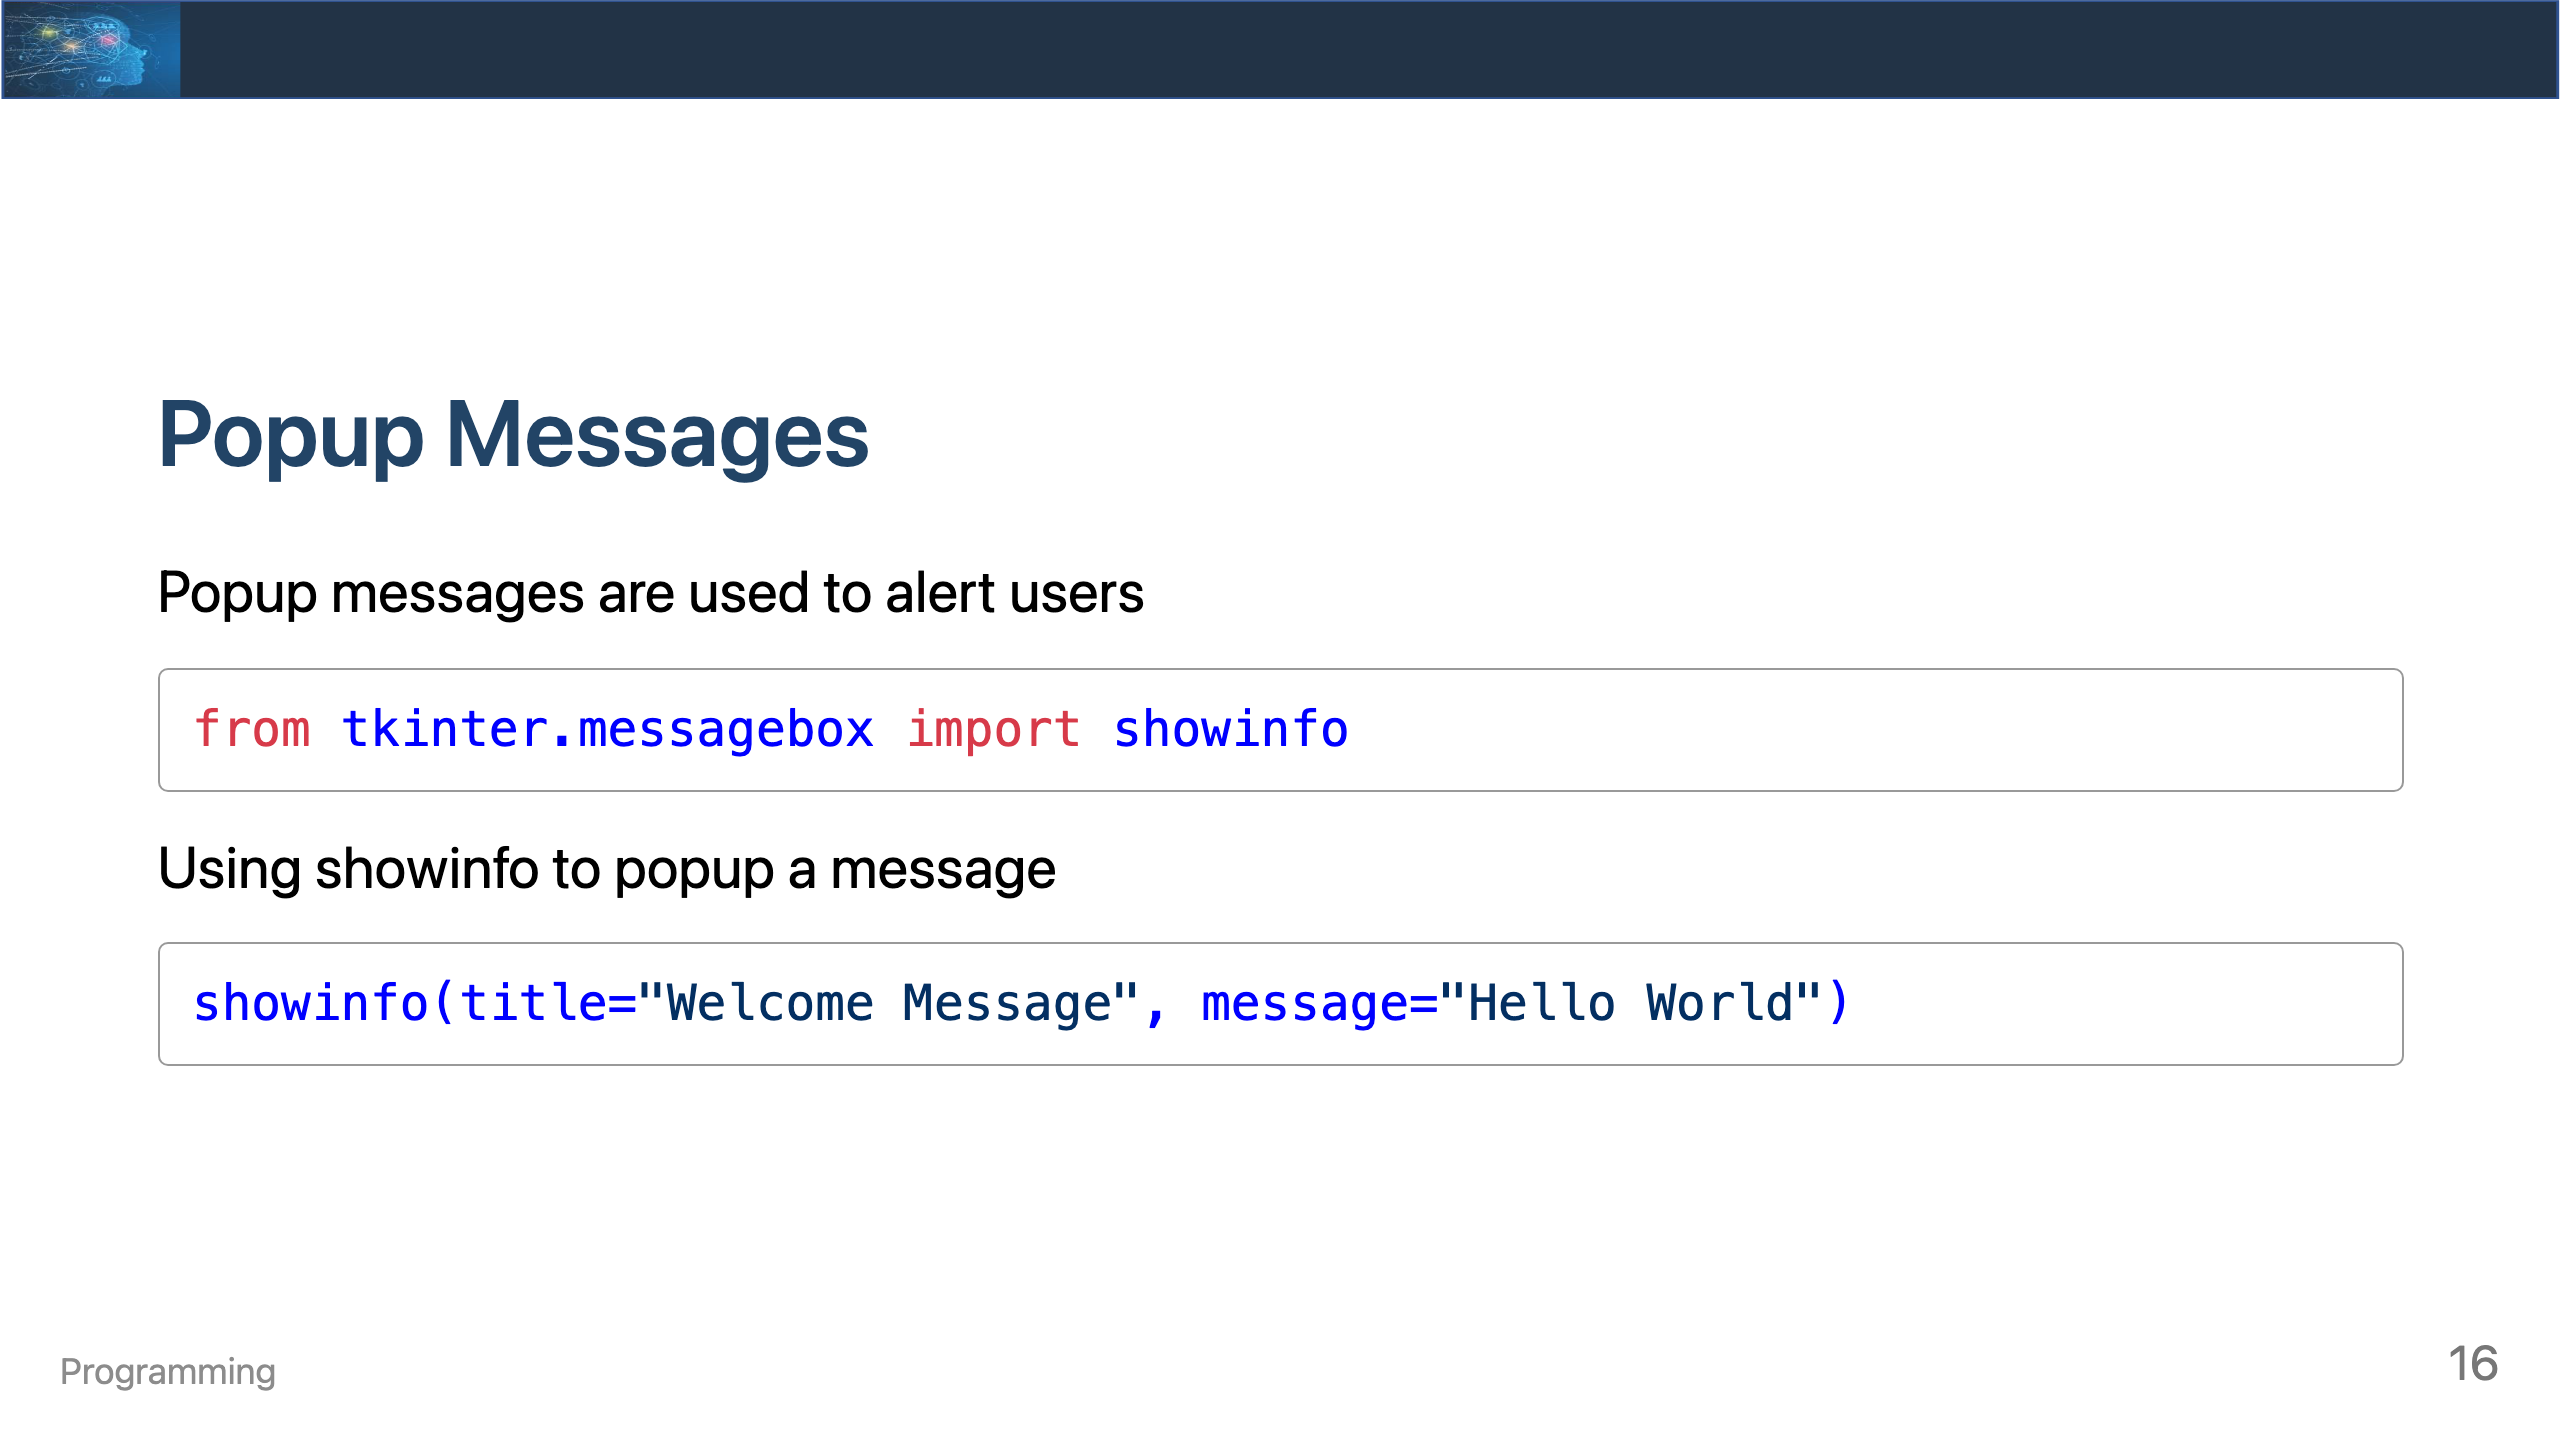 Popup Messages
Popup messages are used to alert users
from tkinter.messagebox import showinfo
Using showinfo to popup a message
showinfo(title="Welcome Message", message="Hello World")
Programming
16